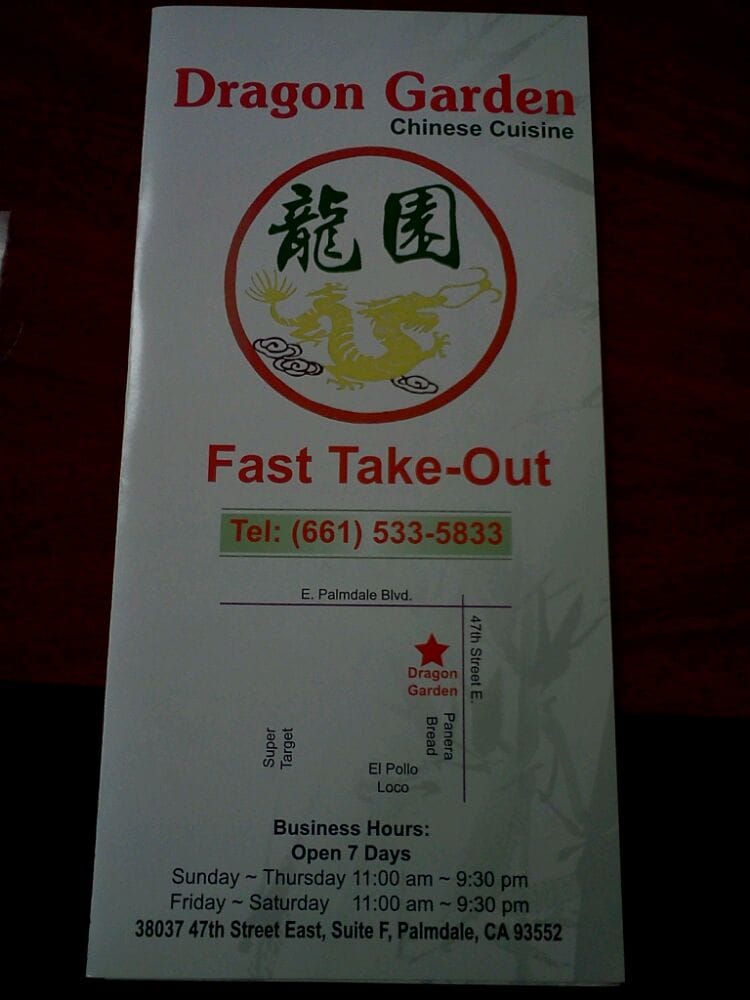 Dragon Garden
Chinese Cuisine
龍園
Fast Take-Out
Tel: (661) 533-5833
E. Palmdale Blvd.
47th Street E.
Dragon
Garden
Panera
Bread
Super
Target
El Pollo
Loco
Business Hours:
Open 7 Days
Sunday ~ Thursday 11:00 am ~ 9:30 pm
Friday ~ Saturday 11:00 am ~ 9:30 pm
38037 47th Street East, Suite F, Palmdale, CA 93552